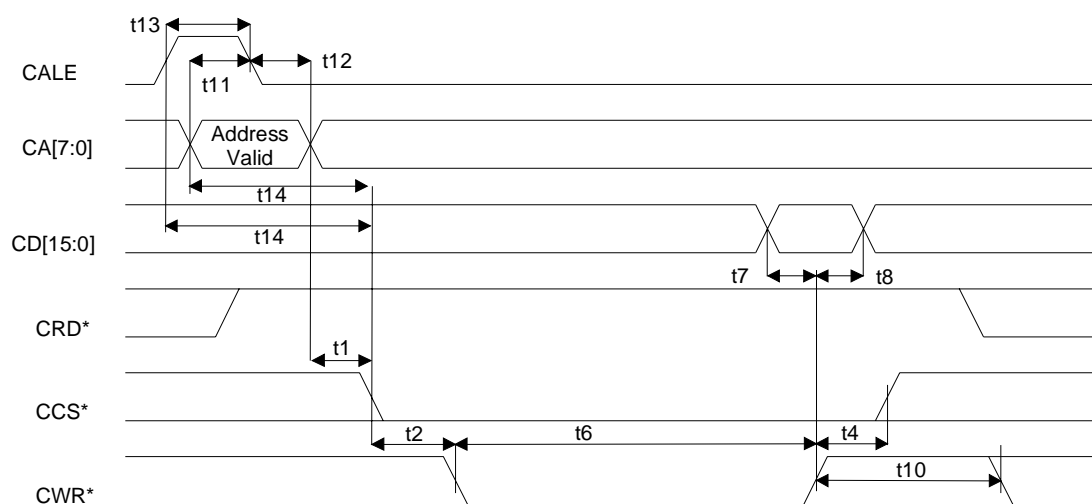 t13
CALE
t11
t12
CA[7:0]
Address
Valid
t14
t14
CD[15:0]
t7
t8
CRD*
t1
CCS*
t2
t6
t4
t10
CWR*